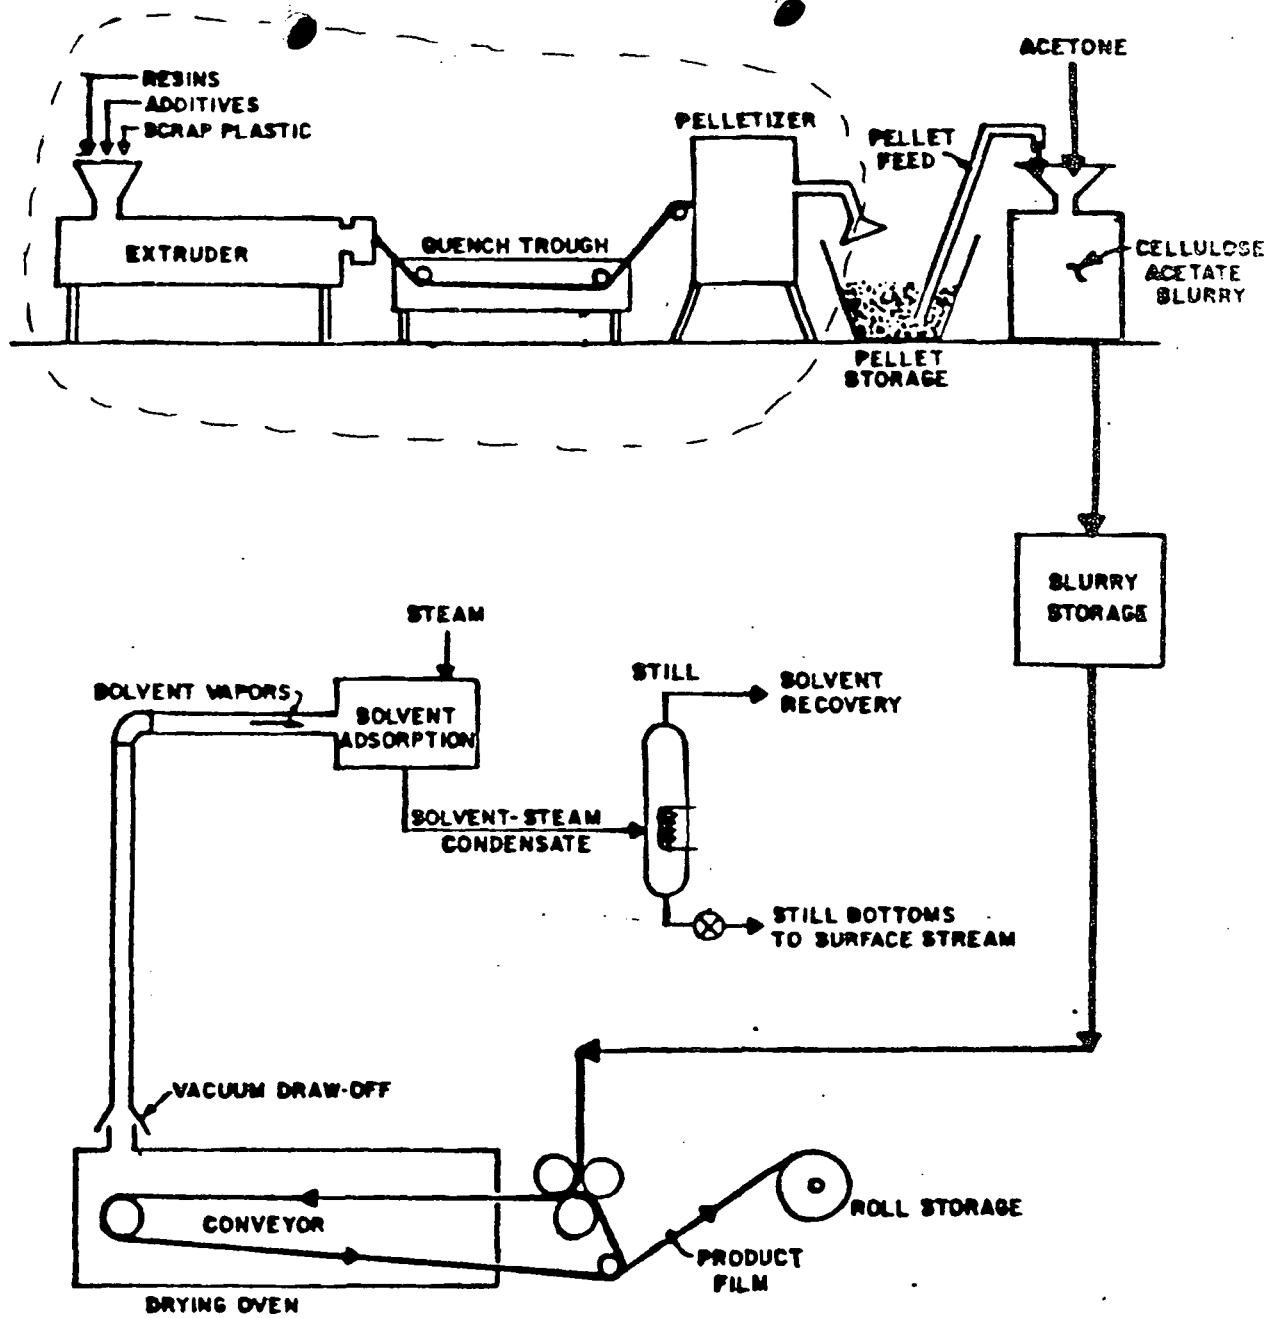 ACETONE
RESINS
ADDITIVES
SCRAP PLASTIC
PELLETIZER
PELLET
FEED
EXTRUDER
QUENCH TROUGH
CELLULOSE
ACETATE
SLURRY
PELLET
STORAGE
SLURRY
STORAGE
STEAM
STILL
SOLVENT
RECOVERY
SOLVENT VAPORS
SOLVENT
ADSORPTION
SOLVENT-STEAM
CONDENSATE
STILL BOTTOMS
TO SURFACE STREAM
VACUUM DRAW-OFF
CONVEYOR
ROLL STORAGE
PRODUCT
FILM
DRYING OVEN